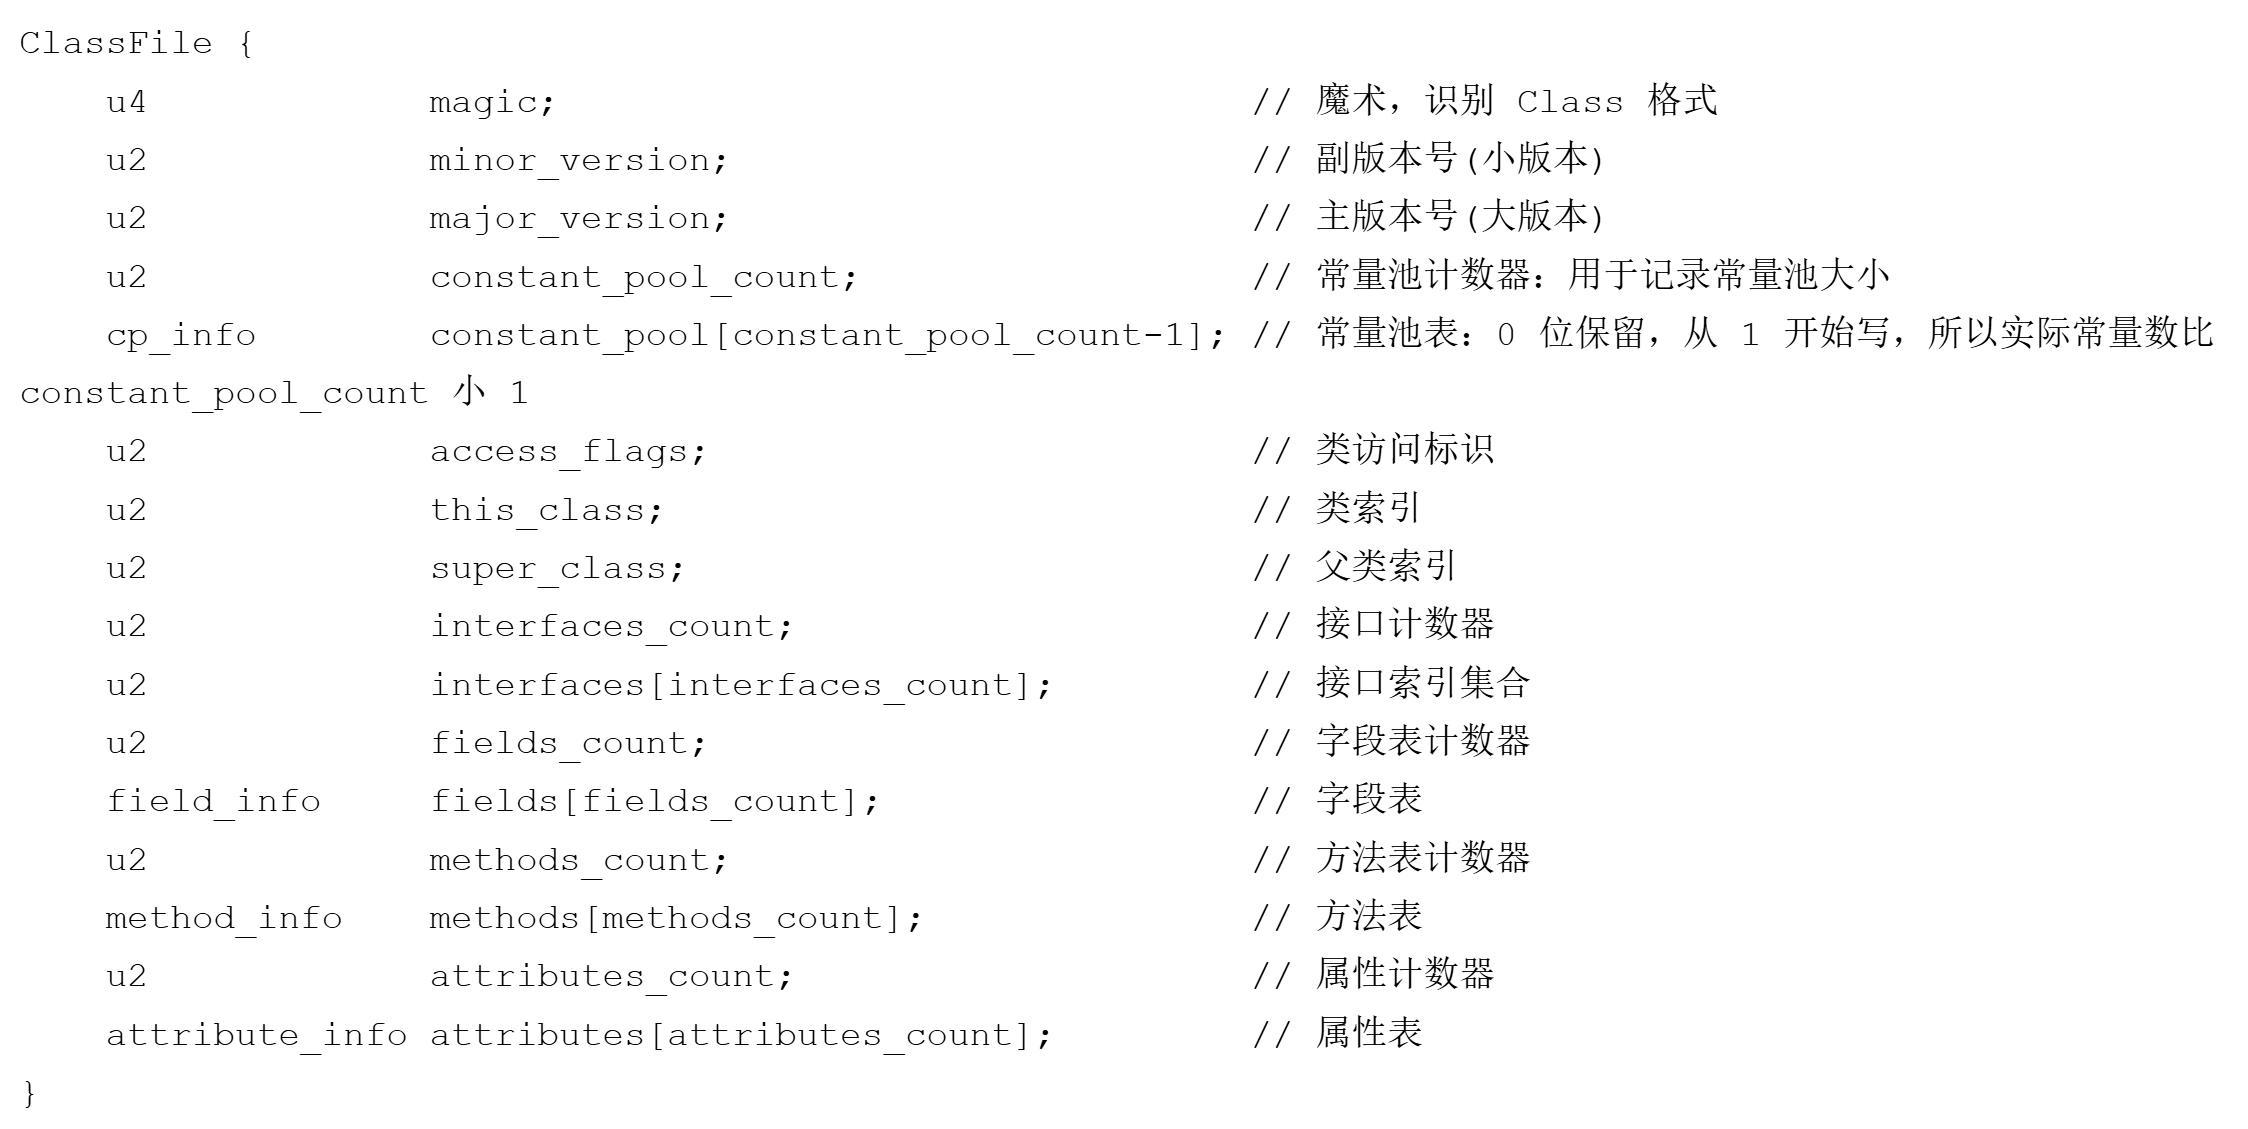 ClassFile {
    u4             magic;                                // 魔术，识别 Class 格式
    u2             minor_version;                        // 副版本号(小版本)
    u2             major_version;                        // 主版本号(大版本)
    u2             constant_pool_count;                  // 常量池计数器：用于记录常量池大小
    cp_info        constant_pool[constant_pool_count-1]; // 常量池表：0 位保留，从 1 开始写，所以实际常量数比
constant_pool_count 小 1
    u2             access_flags;                         // 类访问标识
    u2             this_class;                           // 类索引
    u2             super_class;                          // 父类索引
    u2             interfaces_count;                     // 接口计数器
    u2             interfaces[interfaces_count];         // 接口索引集合
    u2             fields_count;                         // 字段表计数器
    field_info     fields[fields_count];                 // 字段表
    u2             methods_count;                        // 方法表计数器
    method_info    methods[methods_count];               // 方法表
    u2             attributes_count;                     // 属性计数器
    attribute_info attributes[attributes_count];         // 属性表
}